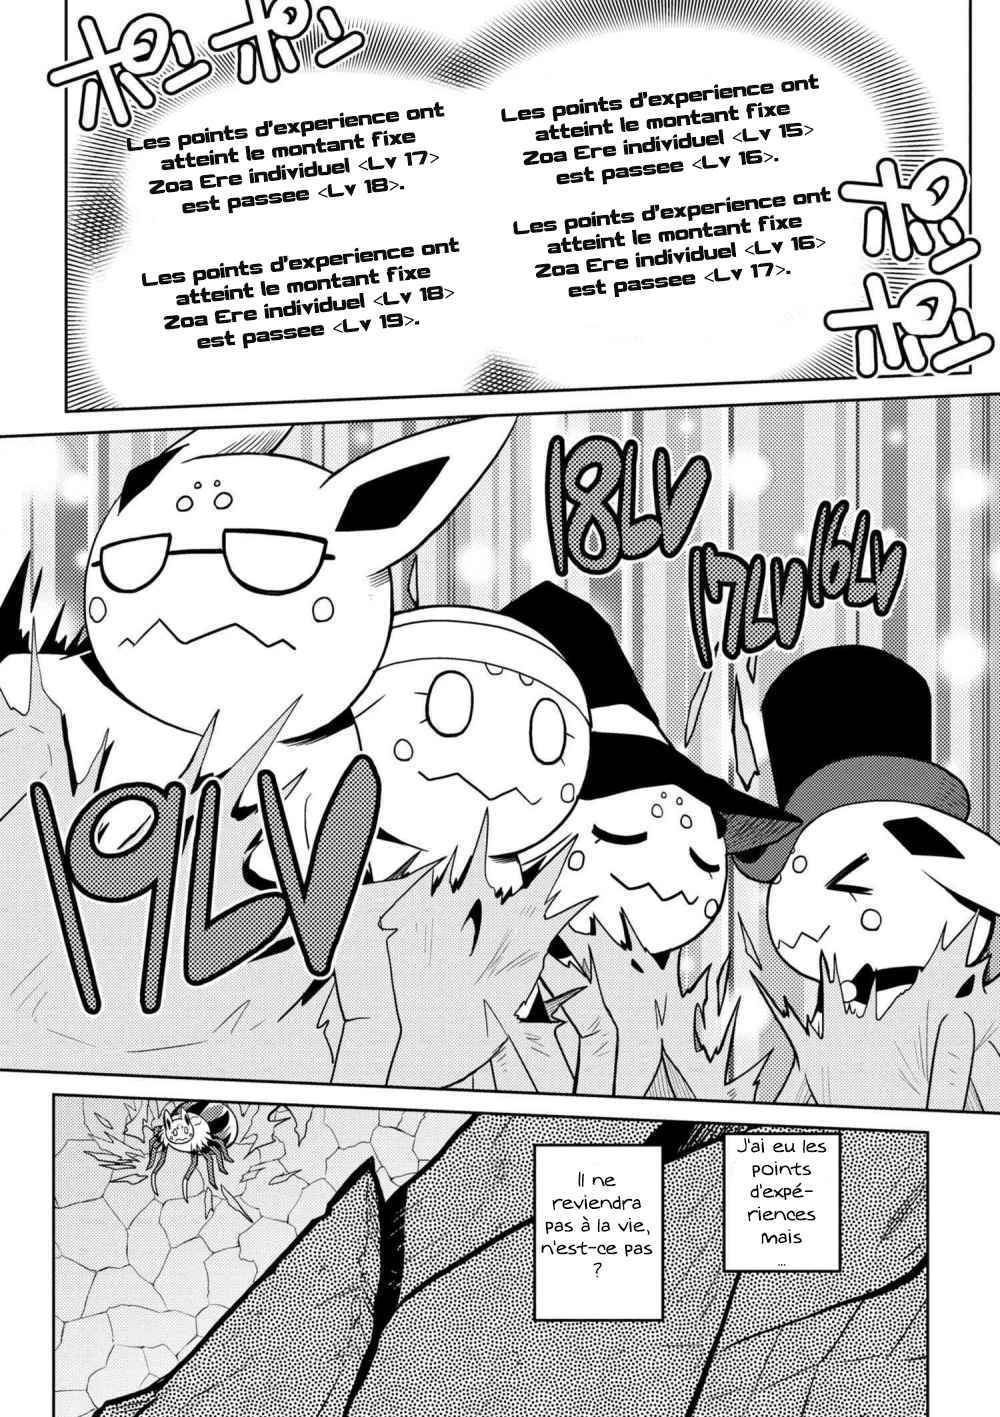 ポーン
ポーン
Les points d'experience ont
atteint le montant fixe
Zoa Ere individuel <Lv 15>
est passee <Lv 16>.
Les points d'experience ont
atteint le montant fixe
Zoa Ere individuel <Lv 16>
est passee <Lv 17>.
ポーン
ポーン
Les points d'experience ont
atteint le montant fixe
Zoa Ere individuel <Lv 17>
est passee <Lv 18>.
Les points d'experience ont
atteint le montant fixe
Zoa Ere individuel <Lv 18>
est passee <Lv 19>.
16LV
17LV
18LV
19LV
J'ai eu les
points
d'expé-
riences
mais
...
Il ne
reviendra
pas à la vie,
n'est-ce pas
?